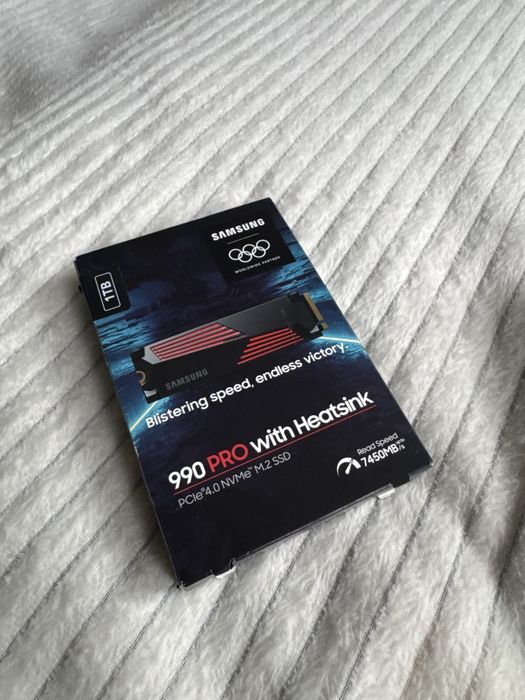 SAMSUNG
WORLDWIDE PARTNER
1TB
SAMSUNG
Blistering speed, endless victory.
990 PRO with Heatsink
PCIe® 4.0 NVMe™ M.2 SSD
Read Speed
7450MB/s